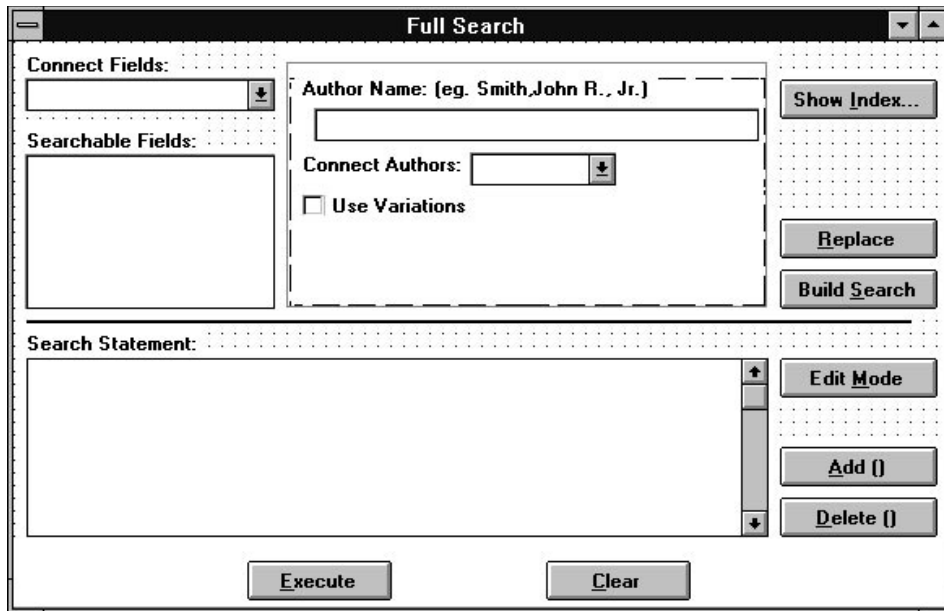 Full Search
Connect Fields:
Author Name: (eg. Smith,John R., Jr.)
Show Index...
Searchable Fields:
Connect Authors:
Use Variations
Replace
Build Search
Search Statement:
Edit Mode
Add ()
Delete ()
Execute
Clear